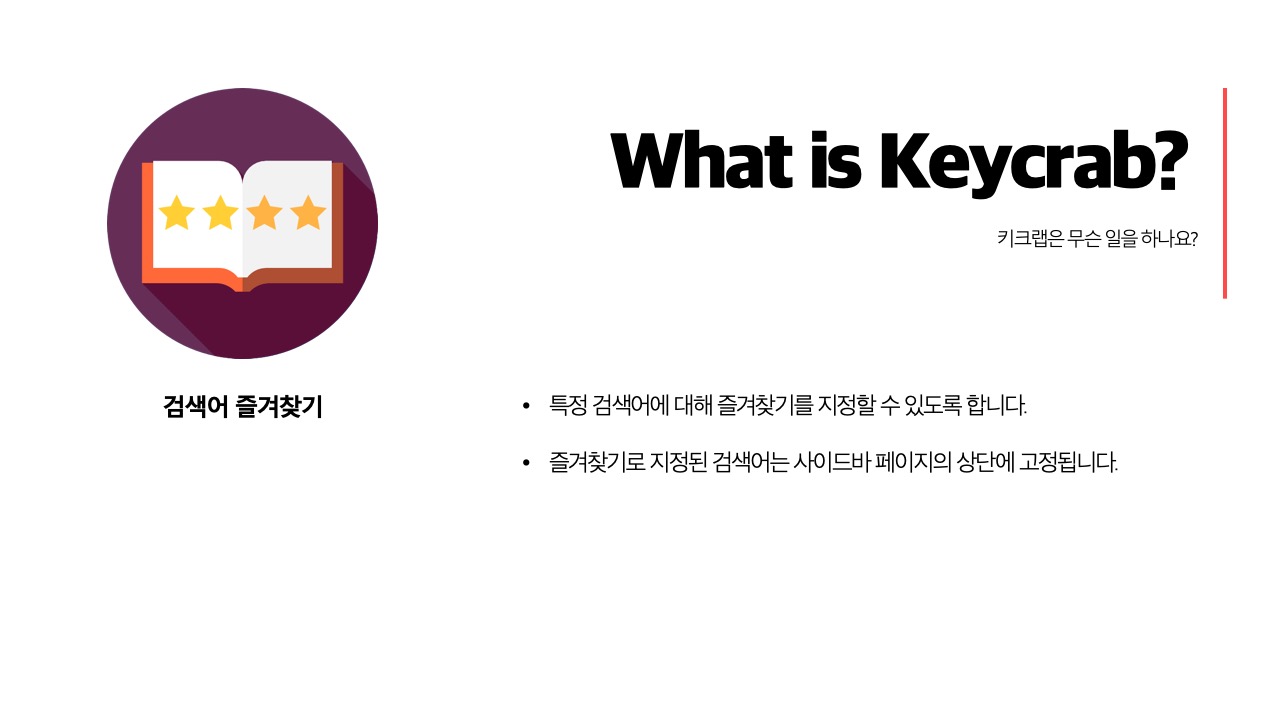 What is Keycrab?
키크랩은 무슨 일을 하나요?
검색어 즐겨찾기
• 특정 검색어에 대해 즐겨찾기를 지정할 수 있도록 합니다.
• 즐겨찾기로 지정된 검색어는 사이드바 페이지의 상단에 고정됩니다.